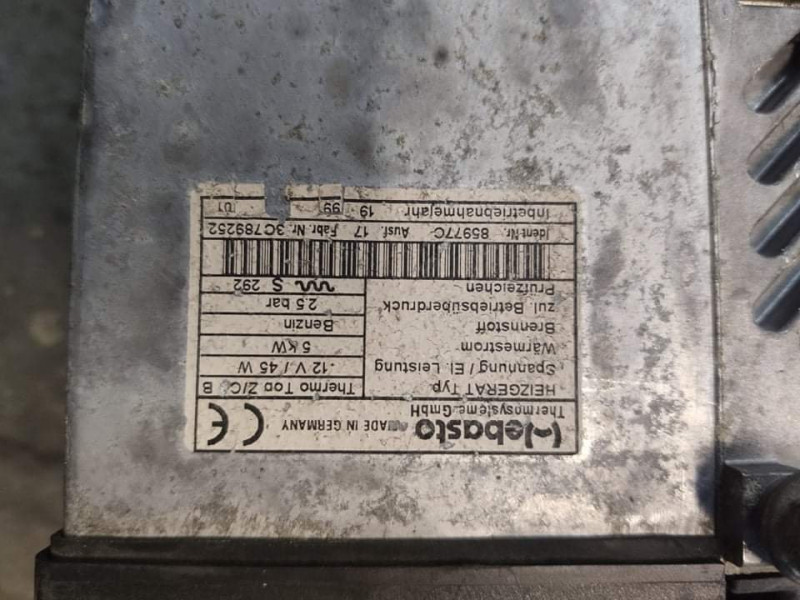 Webasto MADE IN GERMANY CE
Thermosysteme GmbH
HEIZGERÄT Typ Thermo Top Z/C B
Spannung / El. Leistung 12 V / 45 W
Wärmestrom 5 kW
Brennstoff Benzin
zul. Betriebsüberdruck 2.5 bar
Prüfzeichen S 292
Ident-Nr. 85977C Ausf. 17 Fabr. Nr. 3C789252
Inbetriebnahmejahr 19 99 01